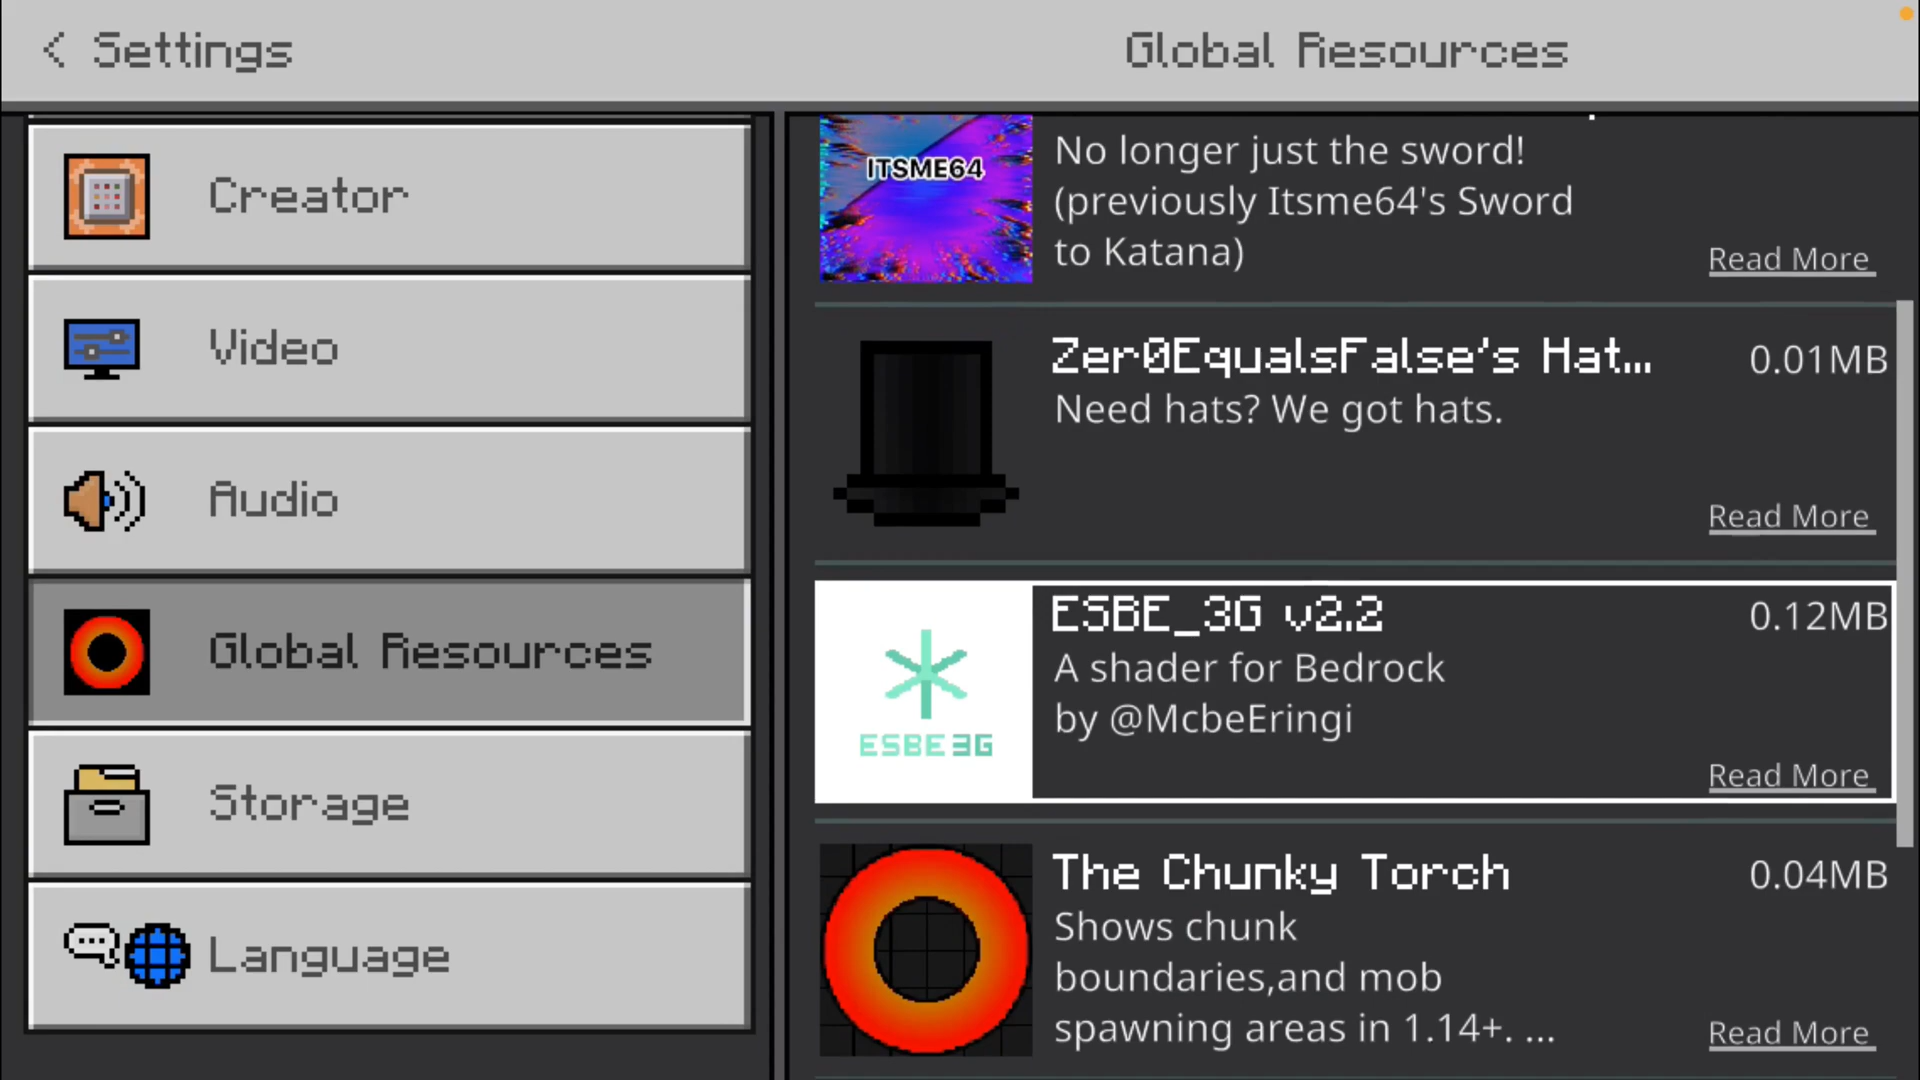 Settings
Global Resources
Creator
Video
Audio
Global Resources
Storage
Language
ITSME64
No longer just the sword!
(previously Itsme64's Sword
to Katana)
Read More
Zer0EqualsFalse's Hat...
0.01MB
Need hats? We got hats.
Read More
ESBE 3G
ESBE_3G v2.2
0.12MB
A shader for Bedrock
by @McbeEringi
Read More
The Chunky Torch
0.04MB
Shows chunk
boundaries,and mob
spawning areas in 1.14+. ...
Read More